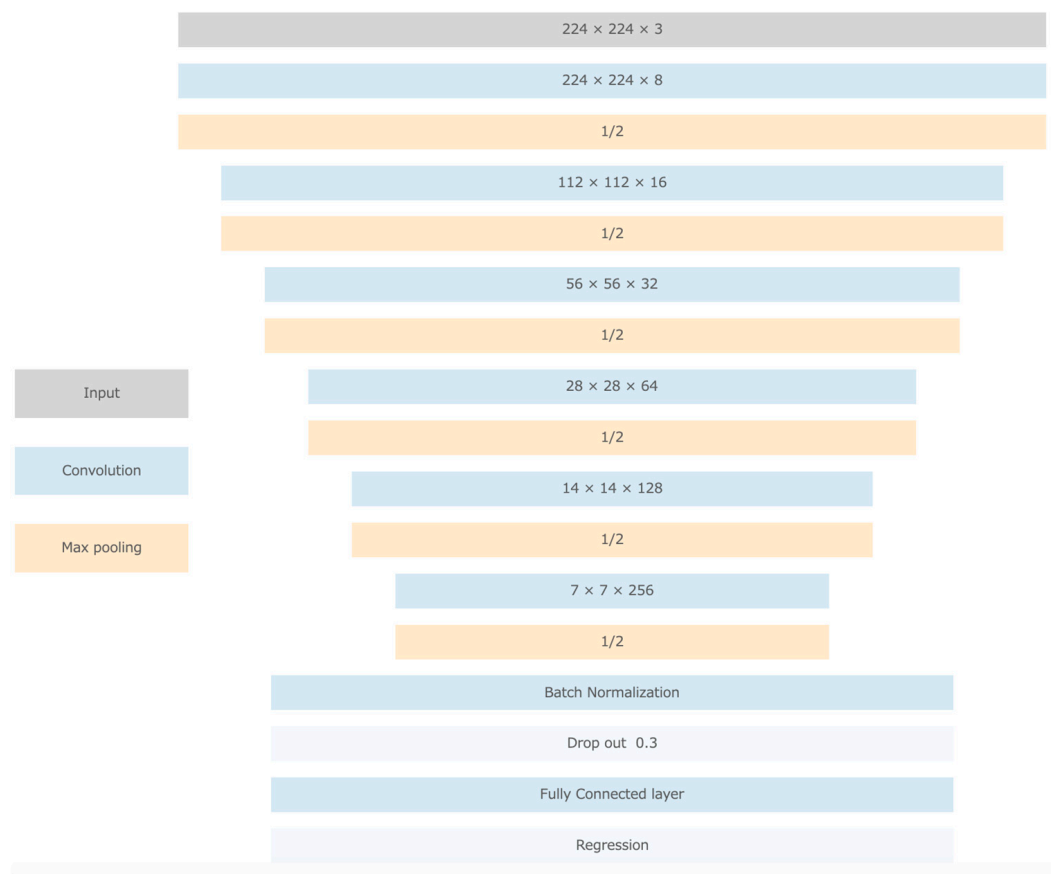 224 × 224 × 3
224 × 224 × 8
1/2
112 × 112 × 16
1/2
56 × 56 × 32
1/2
28 × 28 × 64
1/2
14 × 14 × 128
1/2
7 × 7 × 256
1/2
Batch Normalization
Drop out 0.3
Fully Connected layer
Regression
Input
Convolution
Max pooling